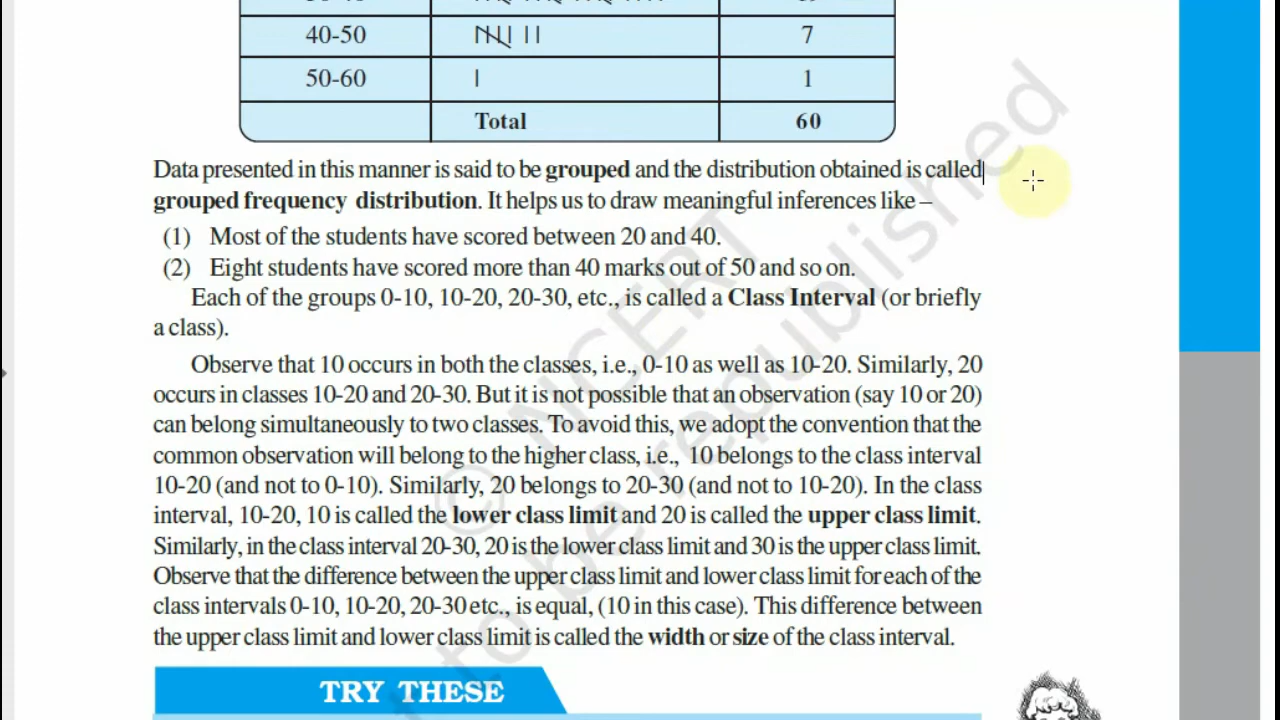 40-50 7
50-60 1
Total 60
Data presented in this manner is said to be grouped and the distribution obtained is called
grouped frequency distribution. It helps us to draw meaningful inferences like –
(1) Most of the students have scored between 20 and 40.
(2) Eight students have scored more than 40 marks out of 50 and so on.
Each of the groups 0-10, 10-20, 20-30, etc., is called a Class Interval (or briefly
a class).
Observe that 10 occurs in both the classes, i.e., 0-10 as well as 10-20. Similarly, 20
occurs in classes 10-20 and 20-30. But it is not possible that an observation (say 10 or 20)
can belong simultaneously to two classes. To avoid this, we adopt the convention that the
common observation will belong to the higher class, i.e., 10 belongs to the class interval
10-20 (and not to 0-10). Similarly, 20 belongs to 20-30 (and not to 10-20). In the class
interval, 10-20, 10 is called the lower class limit and 20 is called the upper class limit.
Similarly, in the class interval 20-30, 20 is the lower class limit and 30 is the upper class limit.
Observe that the difference between the upper class limit and lower class limit for each of the
class intervals 0-10, 10-20, 20-30 etc., is equal, (10 in this case). This difference between
the upper class limit and lower class limit is called the width or size of the class interval.
TRY THESE
© NCERT
to be republished